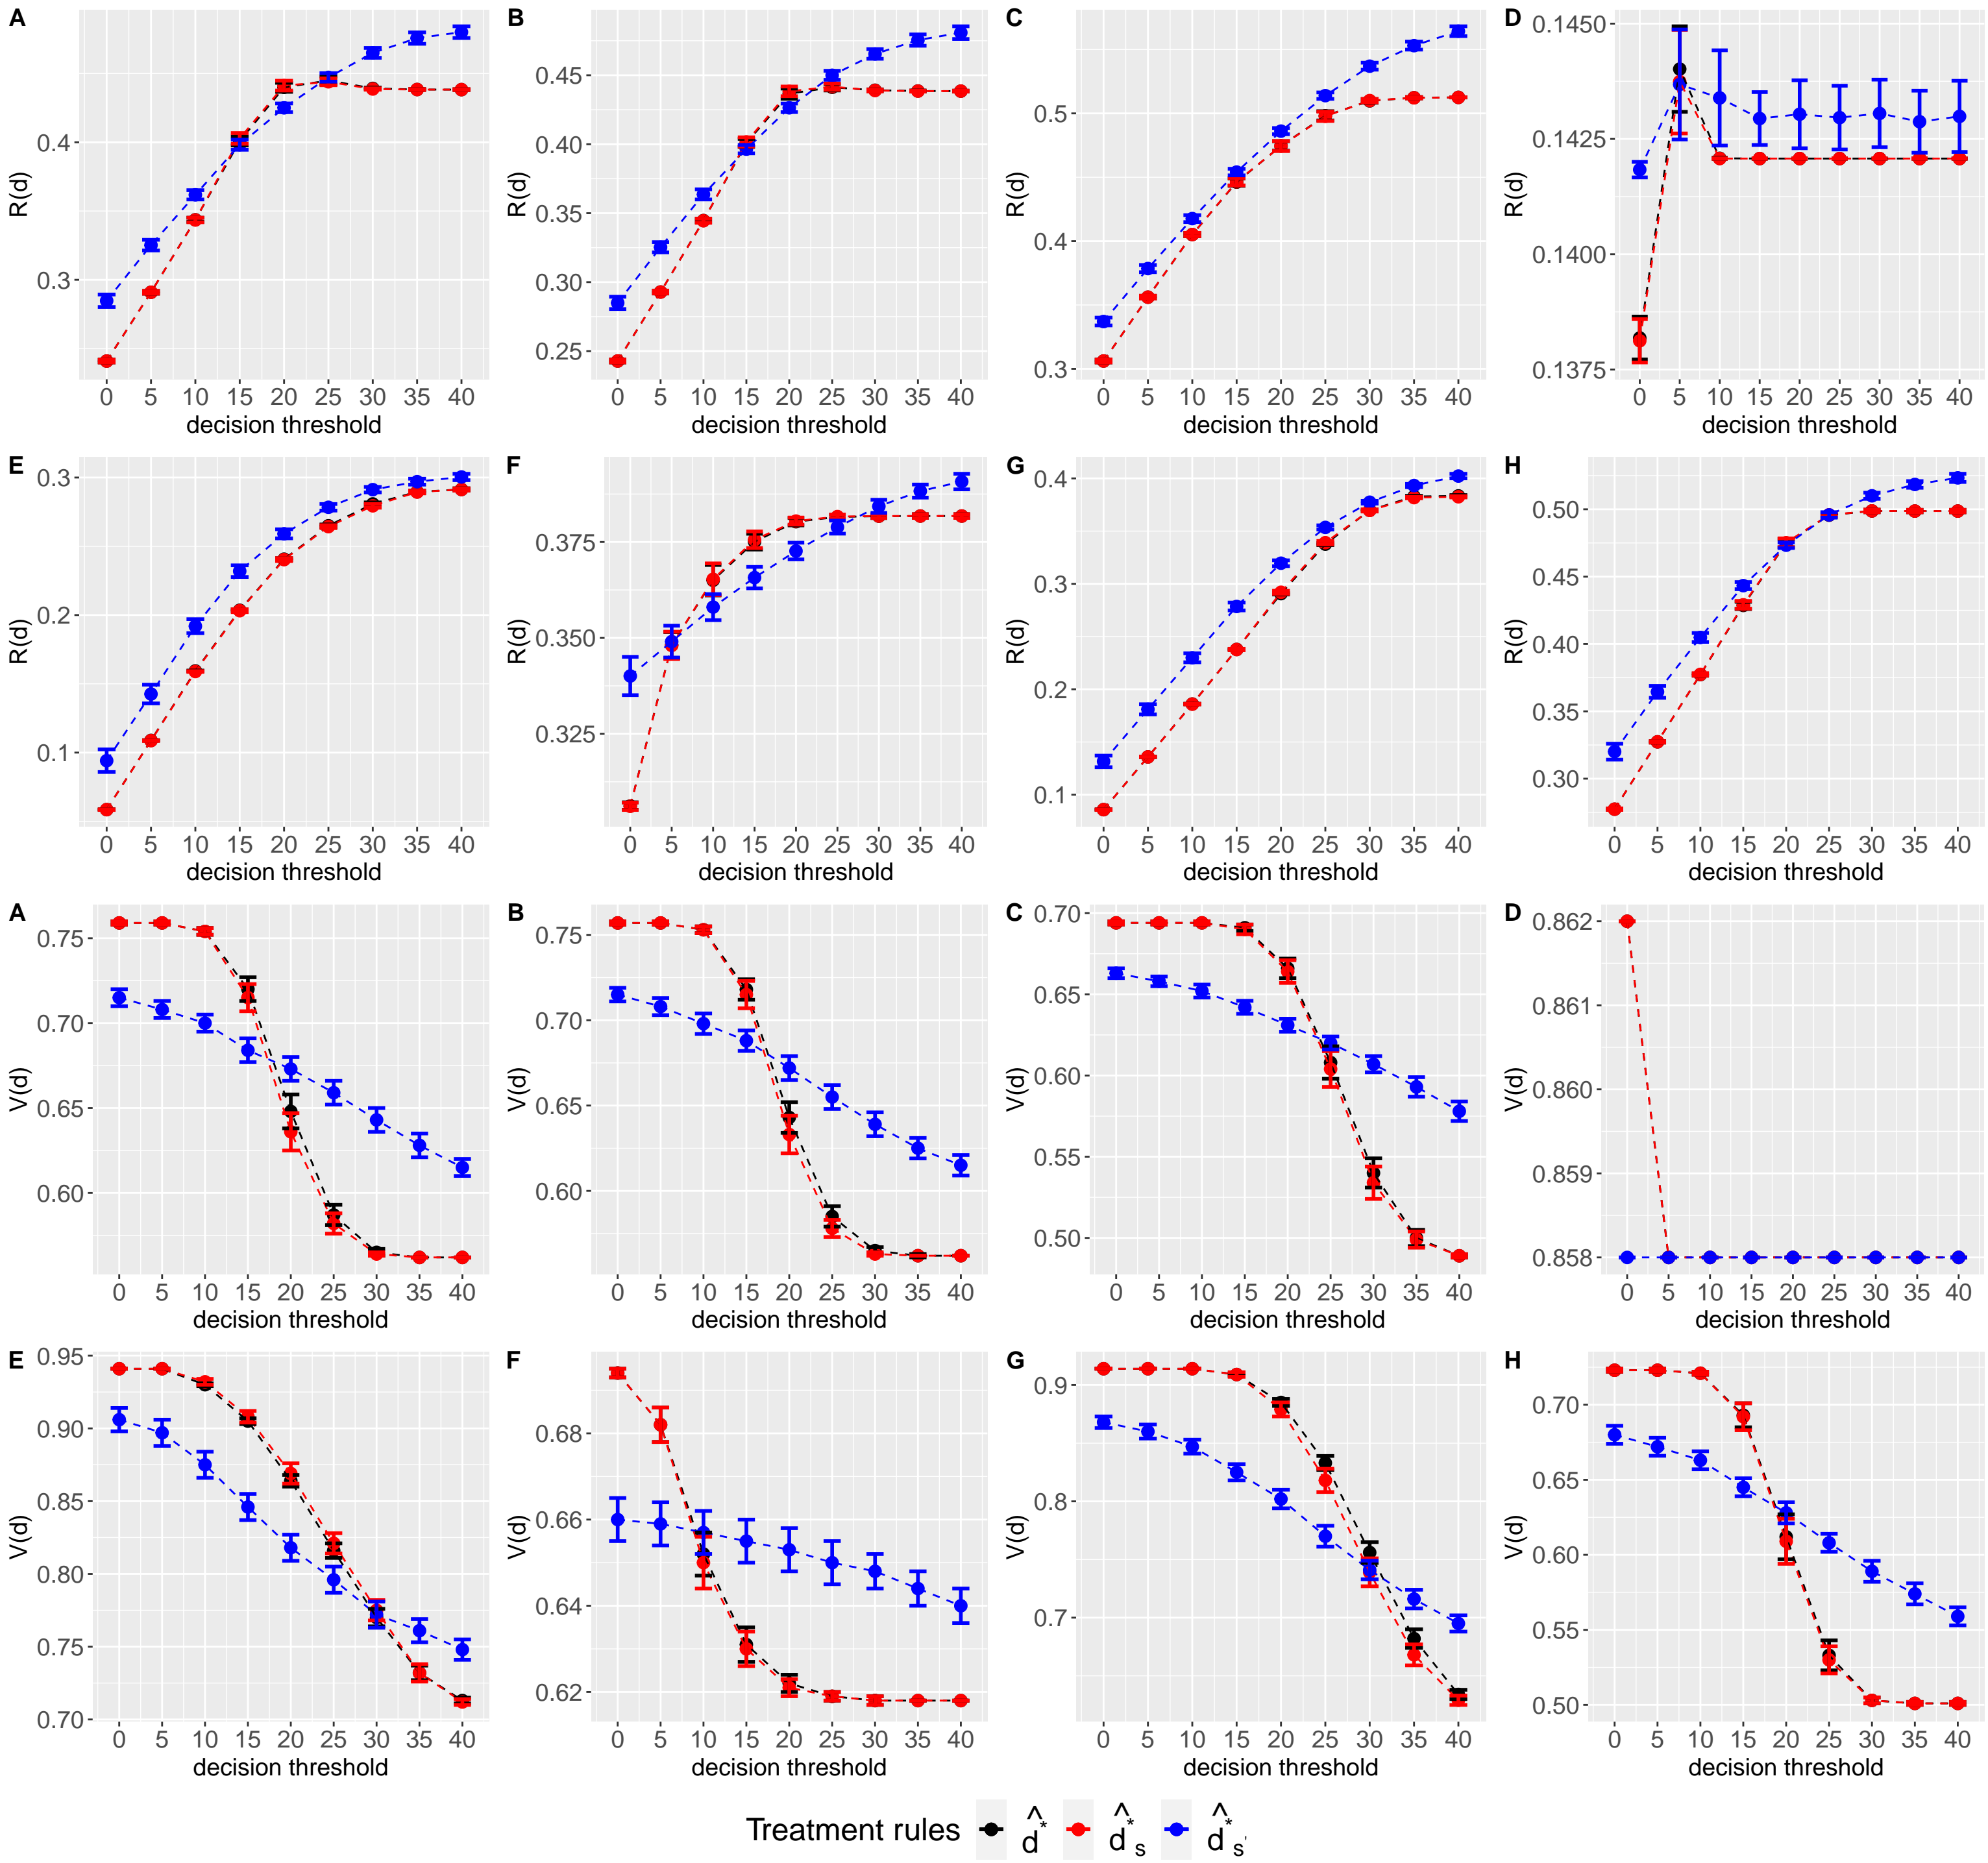 A B C D
R(d) 0.4 0.3
R(d) 0.45 0.40 0.35 0.30 0.25
R(d) 0.5 0.4 0.3
R(d) 0.1450 0.1425 0.1400 0.1375
0 5 10 15 20 25 30 35 40 0 5 10 15 20 25 30 35 40 0 5 10 15 20 25 30 35 40 0 5 10 15 20 25 30 35 40
decision threshold decision threshold decision threshold decision threshold
E F G H
R(d) 0.3 0.2 0.1
R(d) 0.375 0.350 0.325
R(d) 0.4 0.3 0.2 0.1
R(d) 0.50 0.45 0.40 0.35 0.30
0 5 10 15 20 25 30 35 40 0 5 10 15 20 25 30 35 40 0 5 10 15 20 25 30 35 40 0 5 10 15 20 25 30 35 40
decision threshold decision threshold decision threshold decision threshold
A B C D
V(d) 0.75 0.70 0.65 0.60
V(d) 0.75 0.70 0.65 0.60
V(d) 0.70 0.65 0.60 0.55 0.50
V(d) 0.862 0.861 0.860 0.859 0.858
0 5 10 15 20 25 30 35 40 0 5 10 15 20 25 30 35 40 0 5 10 15 20 25 30 35 40 0 5 10 15 20 25 30 35 40
decision threshold decision threshold decision threshold decision threshold
E F G H
V(d) 0.95 0.90 0.85 0.80 0.75 0.70
V(d) 0.68 0.66 0.64 0.62
V(d) 0.9 0.8 0.7
V(d) 0.70 0.65 0.60 0.55 0.50
0 5 10 15 20 25 30 35 40 0 5 10 15 20 25 30 35 40 0 5 10 15 20 25 30 35 40 0 5 10 15 20 25 30 35 40
decision threshold decision threshold decision threshold decision threshold
Treatment rules d̂* d̂*s d̂*s'